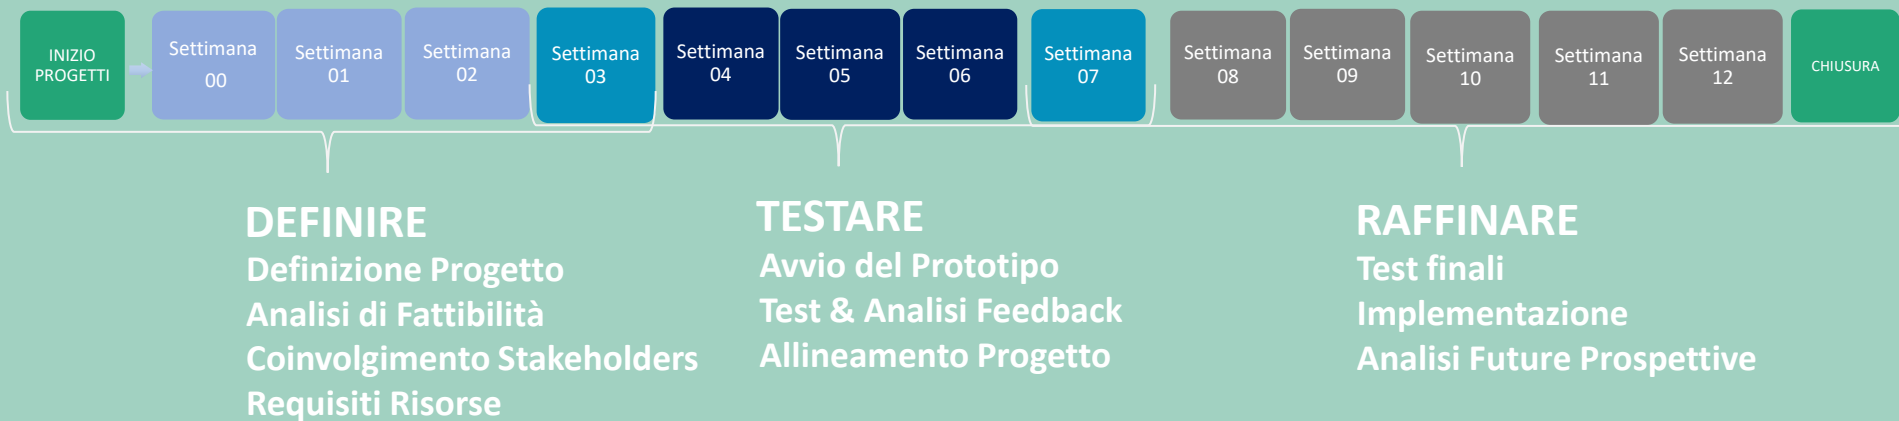 INIZIO
PROGETTI
Settimana
00
Settimana
01
Settimana
02
Settimana
03
Settimana
04
Settimana
05
Settimana
06
Settimana
07
Settimana
08
Settimana
09
Settimana
10
Settimana
11
Settimana
12
CHIUSURA
DEFINIRE
Definizione Progetto
Analisi di Fattibilità
Coinvolgimento Stakeholders
Requisiti Risorse
TESTARE
Avvio del Prototipo
Test & Analisi Feedback
Allineamento Progetto
RAFFINARE
Test finali
Implementazione
Analisi Future Prospettive